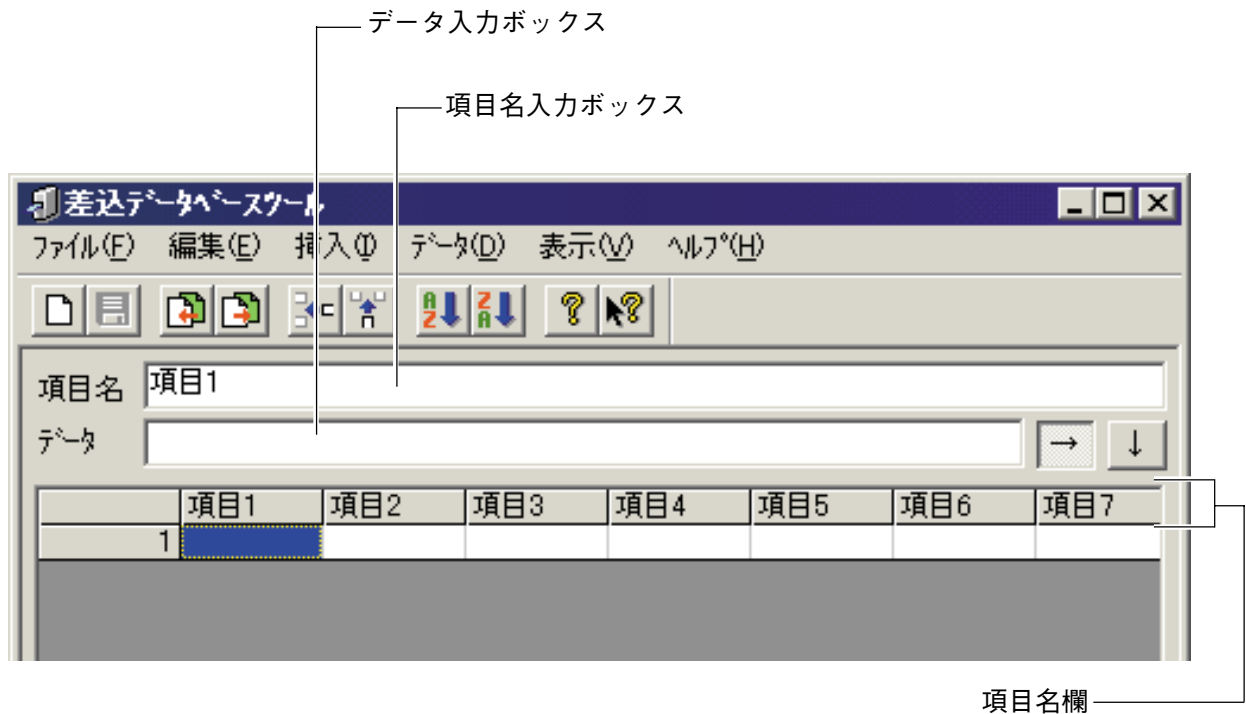 データ入力ボックス
項目名入力ボックス
差込ﾃﾞｰﾀﾍﾞｰｽﾂｰﾙ
ﾌｧｲﾙ(F) 編集(E) 挿入(I) ﾃﾞｰﾀ(D) 表示(V) ﾍﾙﾌﾟ(H)
項目名 項目1
ﾃﾞｰﾀ → ↓
項目1 項目2 項目3 項目4 項目5 項目6 項目7
1
項目名欄